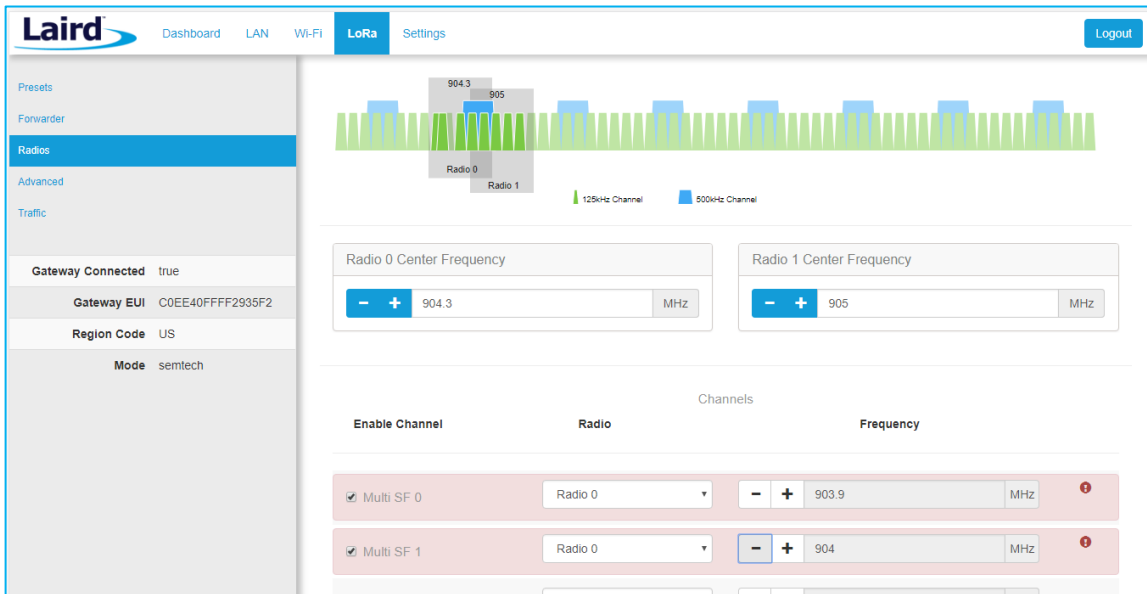 Laird Dashboard LAN Wi-Fi LoRa Settings Logout
Presets
Forwarder
Radios
Advanced
Traffic
Gateway Connected true
Gateway EUI C0EE40FFFF2935F2
Region Code US
Mode semtech
904.3
905
Radio 0
Radio 1
125kHz Channel 500kHz Channel
Radio 0 Center Frequency
− + 904.3 MHz
Radio 1 Center Frequency
− + 905 MHz
Channels
Enable Channel Radio Frequency
Multi SF 0 Radio 0 − + 903.9 MHz
Multi SF 1 Radio 0 − + 904 MHz